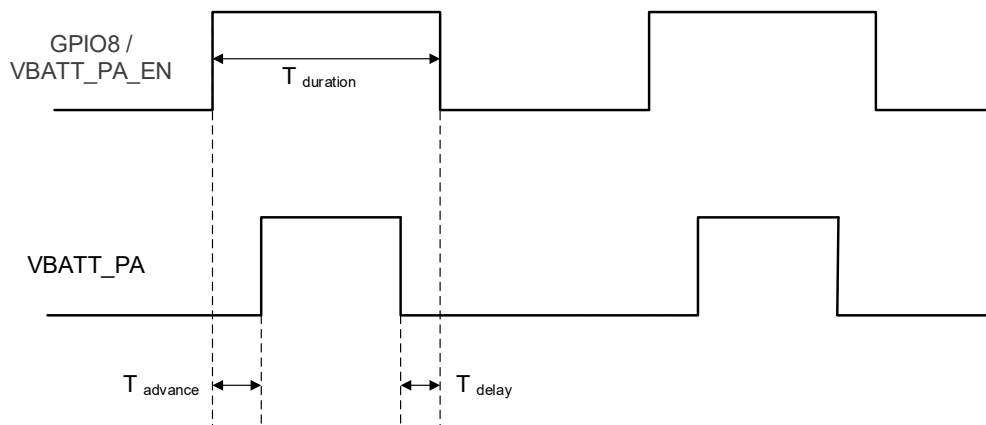 GPIO8 /
VBATT_PA_EN
T duration
VBATT_PA
T advance
T delay